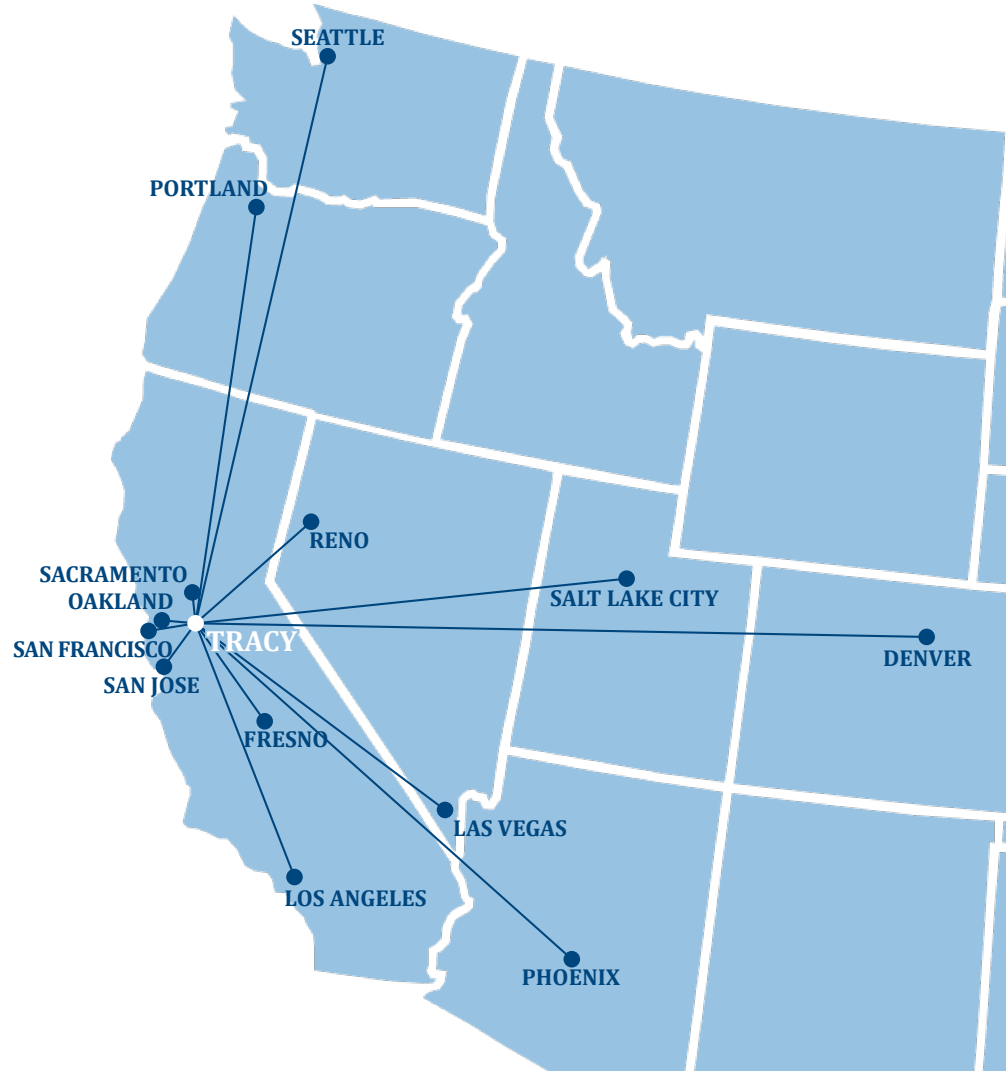 SEATTLE
PORTLAND
RENO
SACRAMENTO
OAKLAND
SALT LAKE CITY
TRACY
SAN FRANCISCO
DENVER
SAN JOSE
FRESNO
LAS VEGAS
LOS ANGELES
PHOENIX